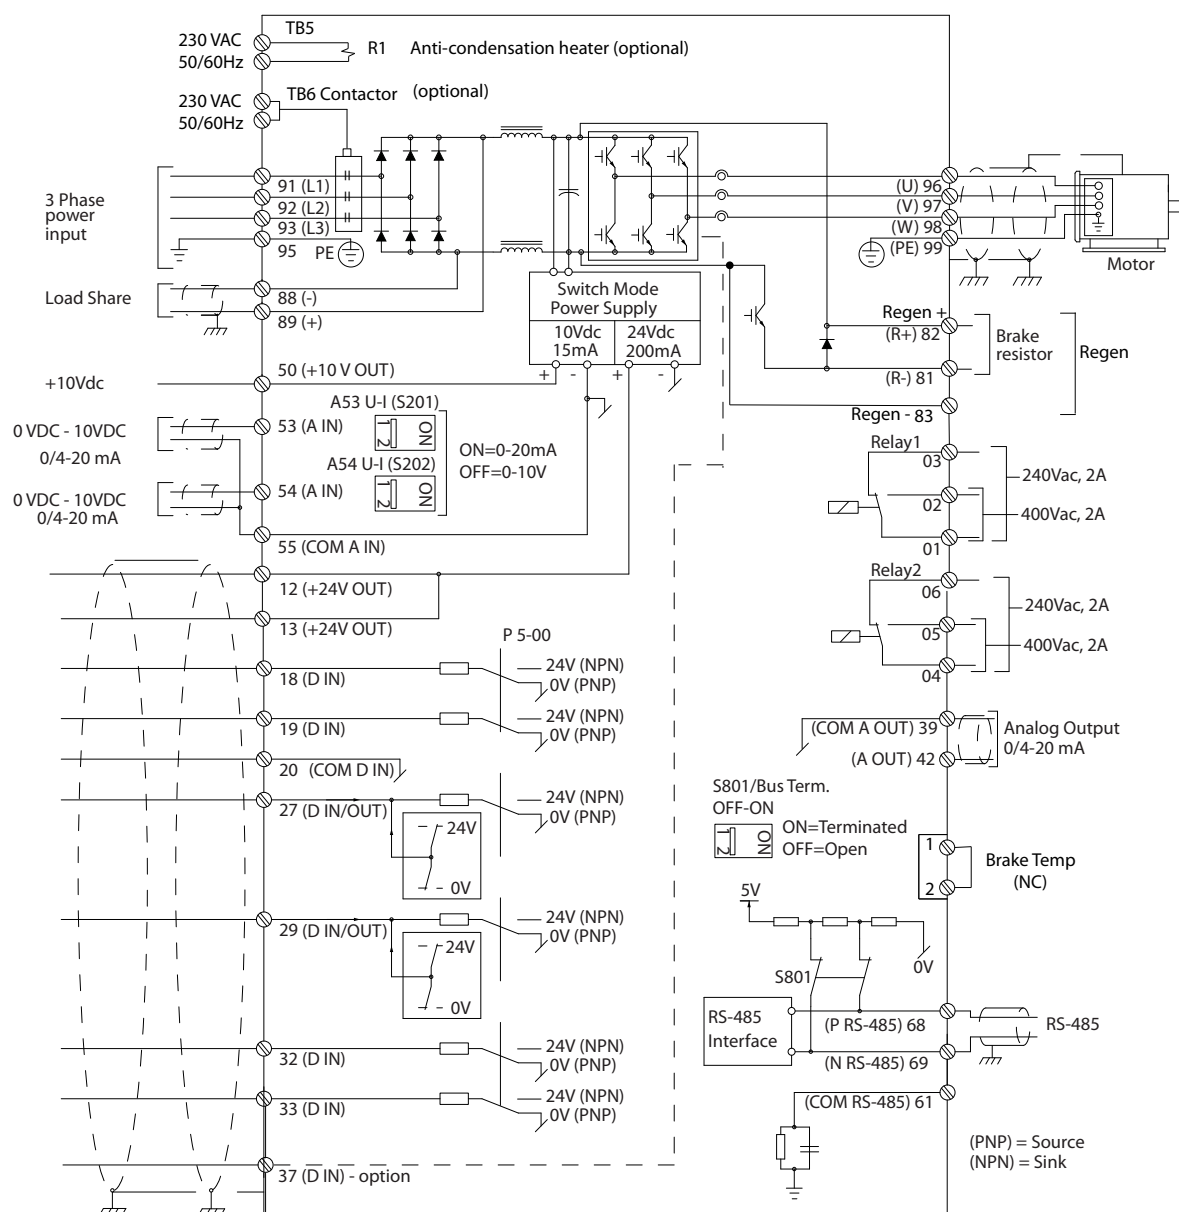 TB5
230 VAC
50/60Hz
R1
Anti-condensation heater (optional)
TB6 Contactor
(optional)
230 VAC
50/60Hz
3 Phase
power
input
91 (L1)
92 (L2)
93 (L3)
95
PE
Load Share
88 (-)
89 (+)
Switch Mode
Power Supply
10Vdc
15mA
24Vdc
200mA
+
-
+
-
(U) 96
(V) 97
(W) 98
(PE) 99
Motor
Regen +
(R+) 82
Brake
resistor
Regen
(R-) 81
Regen - 83
+10Vdc
50 (+10 V OUT)
A53 U-I (S201)
1
2
ON
0 VDC - 10VDC
0/4-20 mA
53 (A IN)
ON=0-20mA
OFF=0-10V
A54 U-I (S202)
1
2
ON
0 VDC - 10VDC
0/4-20 mA
54 (A IN)
55 (COM A IN)
Relay1
03
02
01
240Vac, 2A
400Vac, 2A
Relay2
06
05
04
240Vac, 2A
400Vac, 2A
12 (+24V OUT)
13 (+24V OUT)
P 5-00
18 (D IN)
24V (NPN)
0V (PNP)
19 (D IN)
24V (NPN)
0V (PNP)
20 (COM D IN)
27 (D IN/OUT)
24V (NPN)
0V (PNP)
24V
0V
29 (D IN/OUT)
24V (NPN)
0V (PNP)
24V
0V
32 (D IN)
24V (NPN)
0V (PNP)
33 (D IN)
24V (NPN)
0V (PNP)
37 (D IN) - option
(COM A OUT) 39
(A OUT) 42
Analog Output
0/4-20 mA
S801/Bus Term.
OFF-ON
1
2
ON
ON=Terminated
OFF=Open
1
2
Brake Temp
(NC)
5V
0V
S801
RS-485
Interface
(P RS-485) 68
(N RS-485) 69
RS-485
(COM RS-485) 61
(PNP) = Source
(NPN) = Sink